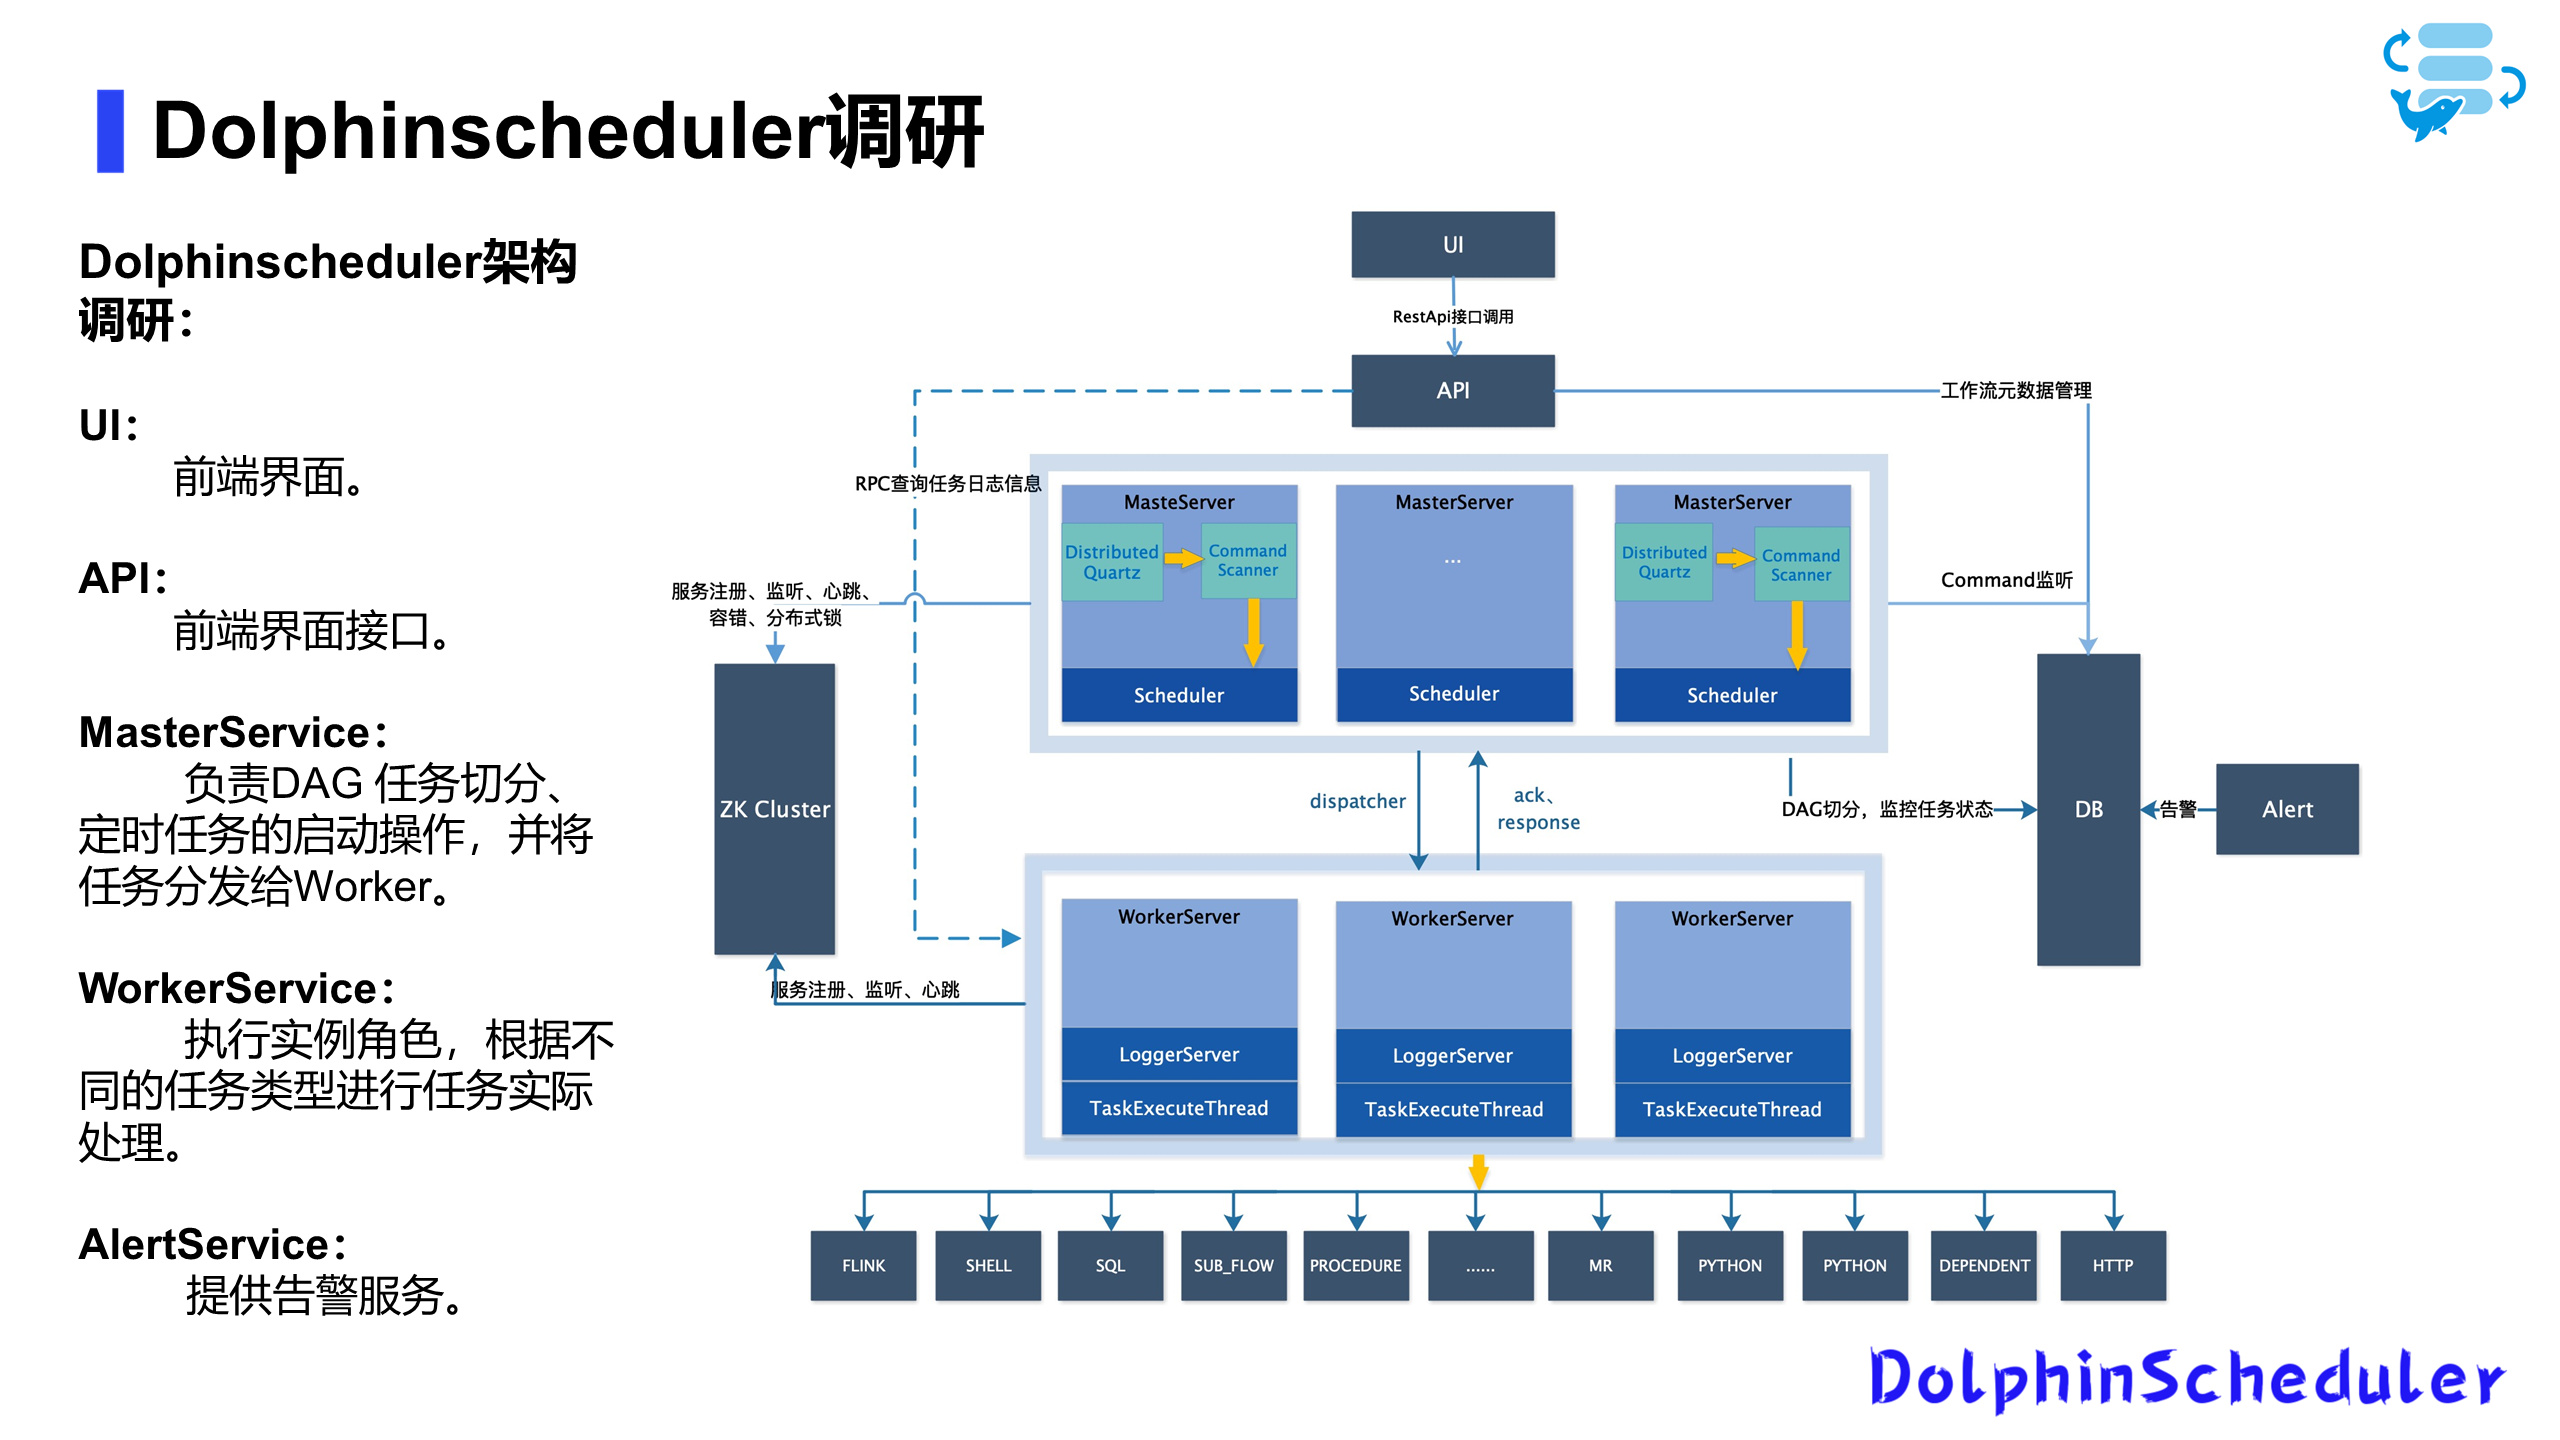 Dolphinscheduler调研
Dolphinscheduler架构
调研：
UI：
前端界面。
API：
前端界面接口。
MasterService：
负责DAG 任务切分、
定时任务的启动操作，并将
任务分发给Worker。
WorkerService：
执行实例角色，根据不
同的任务类型进行任务实际
处理。
AlertService：
提供告警服务。
UI
RestApi接口调用
API
工作流元数据管理
RPC查询任务日志信息
MasteServer
Distributed
Quartz
Command
Scanner
Scheduler
MasterServer
...
Scheduler
MasterServer
Distributed
Quartz
Command
Scanner
Scheduler
服务注册、监听、心跳、
容错、分布式锁
Command监听
ZK Cluster
dispatcher
ack、
response
DAG切分，监控任务状态
DB
告警
Alert
服务注册、监听、心跳
WorkerServer
LoggerServer
TaskExecuteThread
WorkerServer
LoggerServer
TaskExecuteThread
WorkerServer
LoggerServer
TaskExecuteThread
FLINK
SHELL
SQL
SUB_FLOW
PROCEDURE
......
MR
PYTHON
PYTHON
DEPENDENT
HTTP
DolphinScheduler